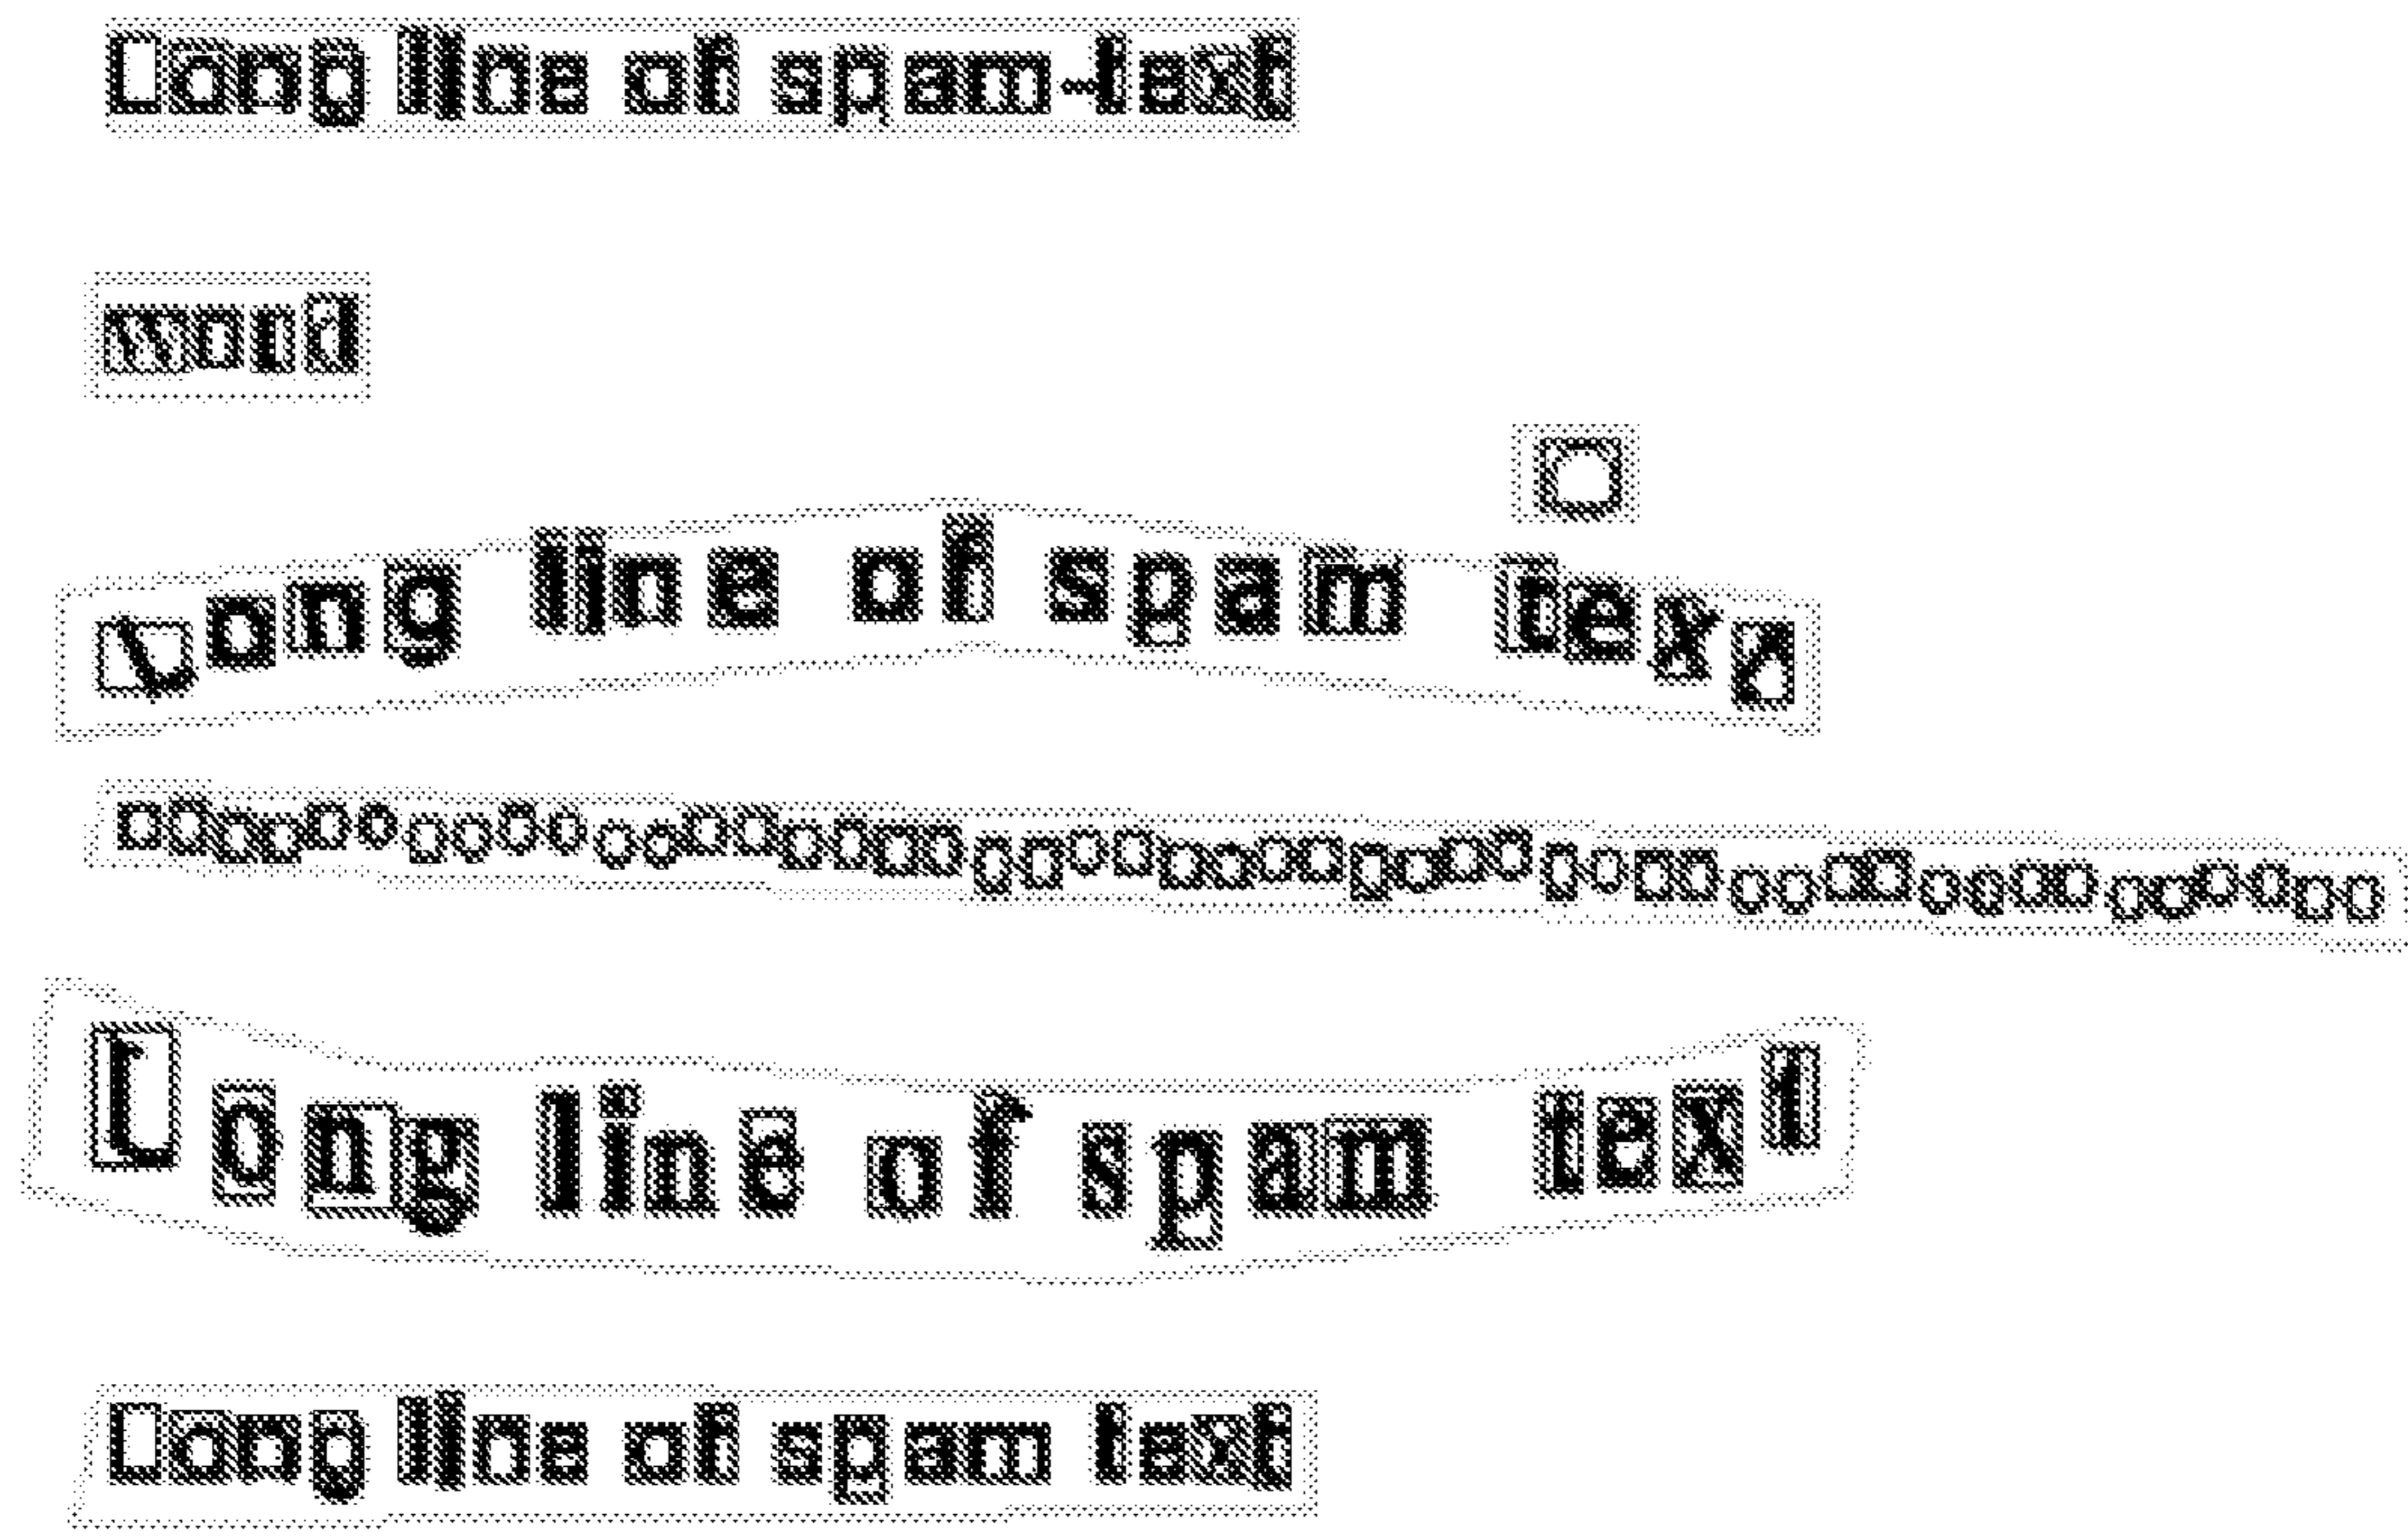 Long line of spam-text
word
Long line of spam text
Long line of spam text
Long line of spam text